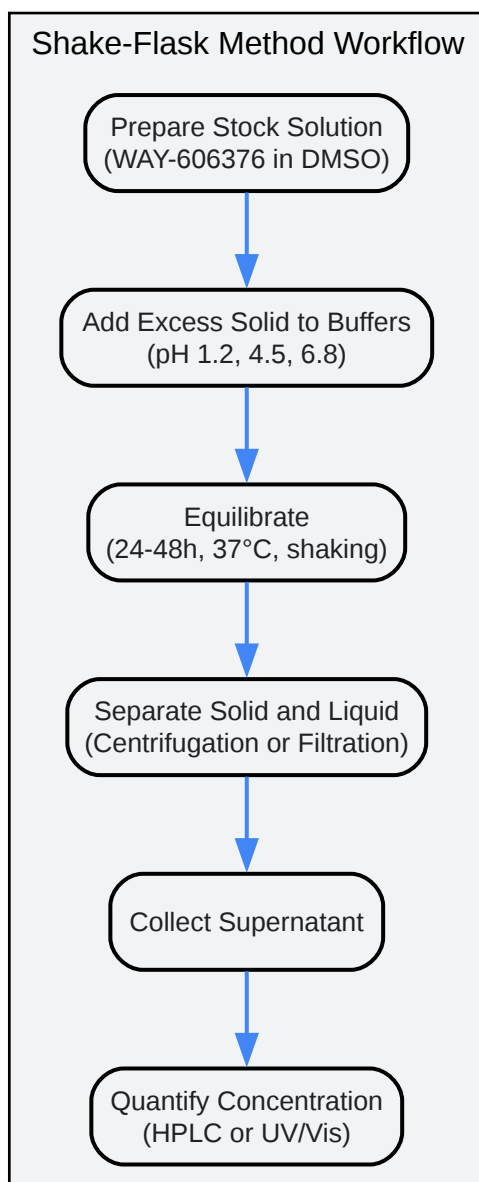 Shake-Flask Method Workflow
Prepare Stock Solution
(WAY-606376 in DMSO)
Add Excess Solid to Buffers
(pH 1.2, 4.5, 6.8)
Equilibrate
(24-48h, 37°C, shaking)
Separate Solid and Liquid
(Centrifugation or Filtration)
Collect Supernatant
Quantify Concentration
(HPLC or UV/Vis)